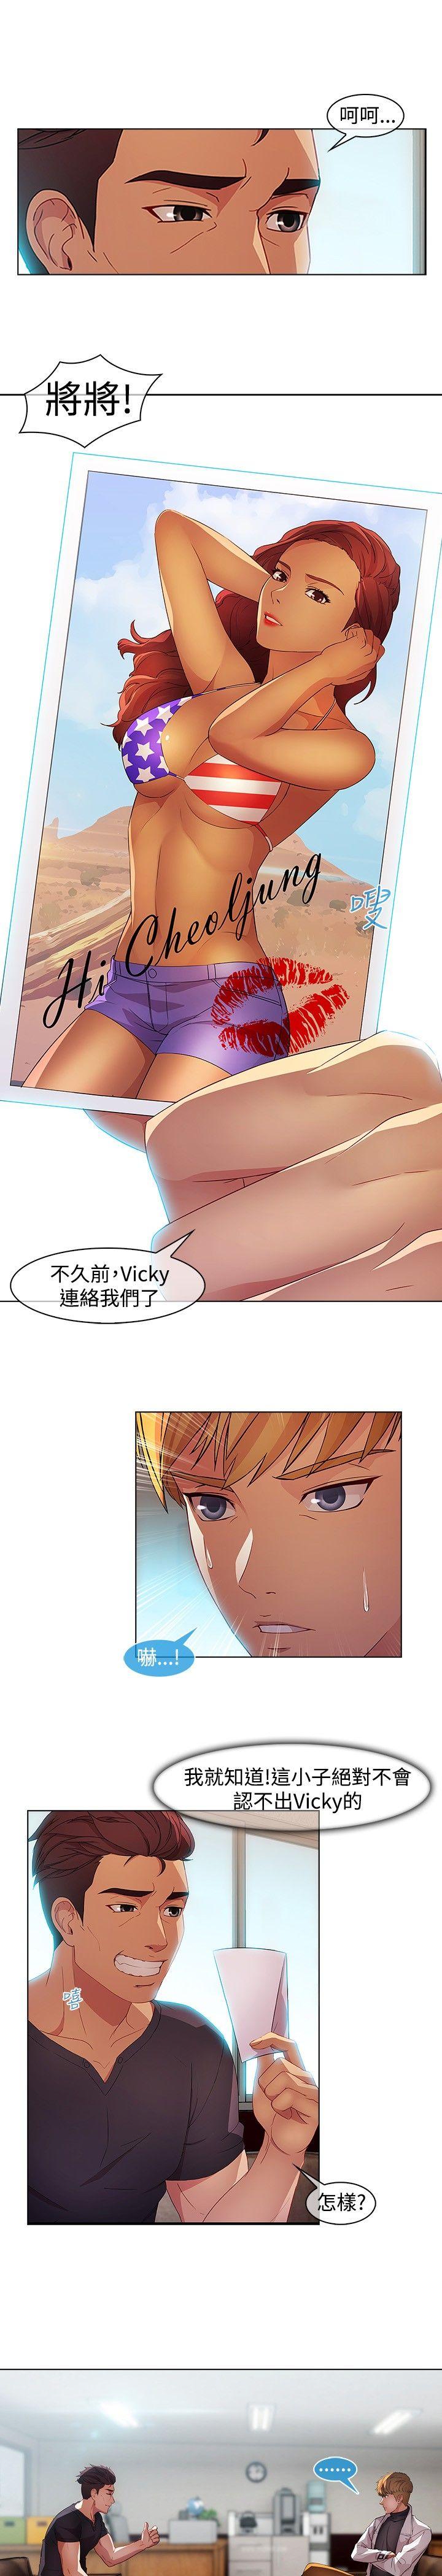 呵呵...
將將!
Hi Cheoljung
嗖
不久前,Vicky
連絡我們了
嚇...!
我就知道!這小子絕對不會
認不出Vicky的
嘻
怎樣?
......